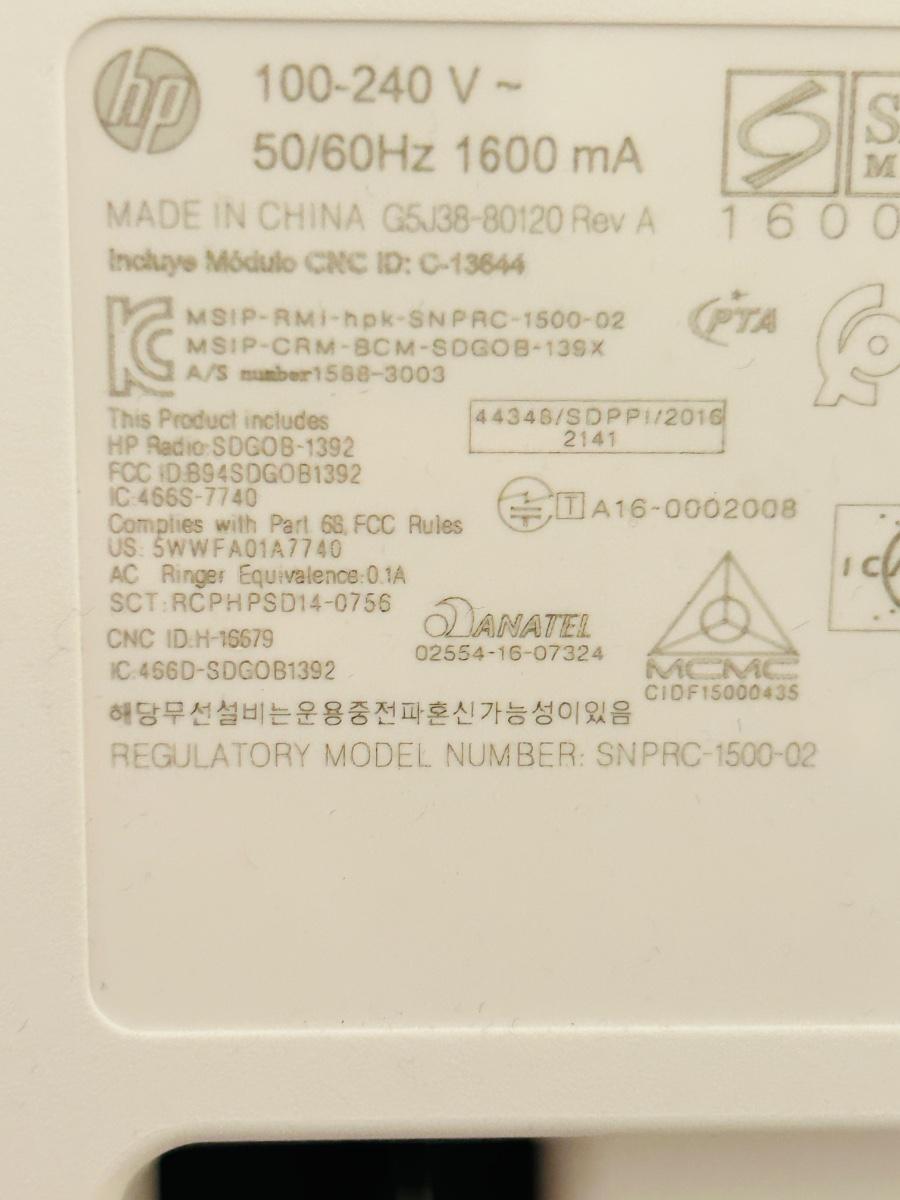 hp
100-240 V ~
50/60Hz 1600 mA
MADE IN CHINA G5J38-80120 Rev A
1600
Incluye Módulo CNC ID: C-13644
MSIP-RMI-hpk-SNPRC-1500-02
MSIP-CRM-BCM-SDGOB-139X
A/S number1588-3003
PTA
This Product includes
HP Radio:SDGOB-1392
FCC ID:B94SDGOB1392
IC:466S-7740
Complies with Part 68, FCC Rules
US: 5WWFA01A7740
AC Ringer Equivalence:0.1A
SCT:RCPHPSD14-0756
CNC ID:H-16679
IC:466D-SDGOB1392
44348/SDPPI/2016
2141
T A16-0002008
ANATEL
02554-16-07324
MCMC
CIDF15000435
해당무선설비는운용중전파혼신가능성이있음
REGULATORY MODEL NUMBER: SNPRC-1500-02